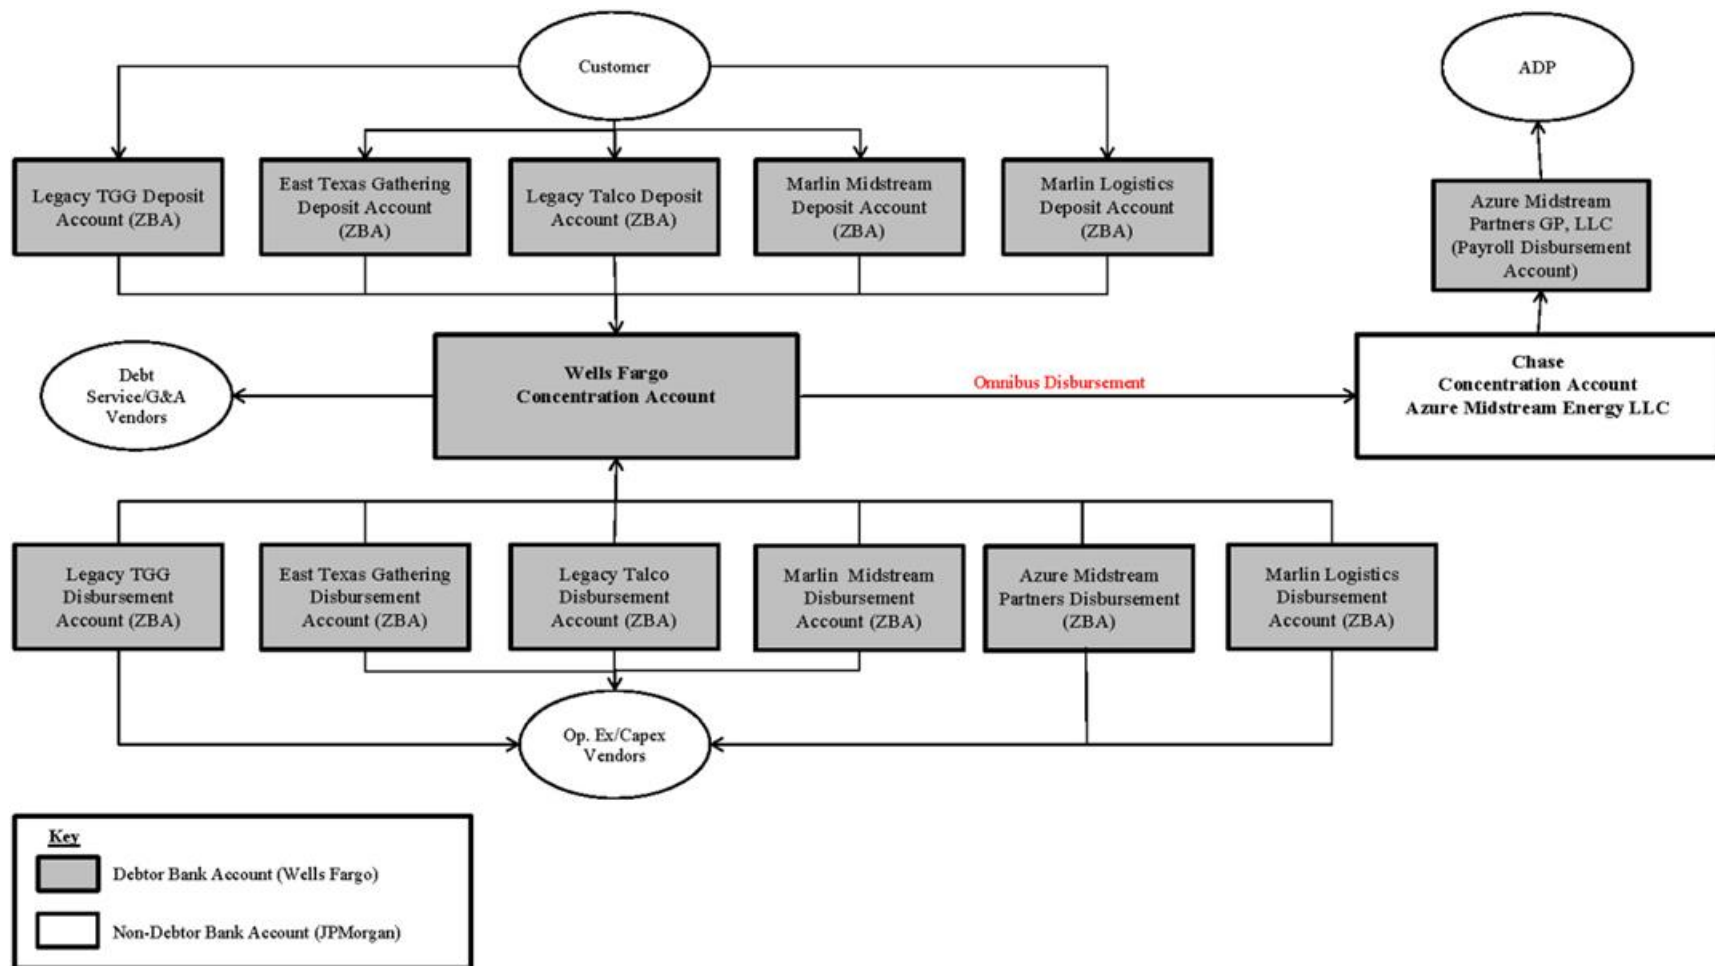 Customer
ADP
Legacy TGG Deposit
Account (ZBA)
East Texas Gathering
Deposit Account
(ZBA)
Legacy Talco Deposit
Account (ZBA)
Marlin Midstream
Deposit Account
(ZBA)
Marlin Logistics
Deposit Account
(ZBA)
Azure Midstream
Partners GP, LLC
(Payroll Disbursement
Account)
Debt
Service/G&A
Vendors
Wells Fargo
Concentration Account
Omnibus Disbursement
Chase
Concentration Account
Azure Midstream Energy LLC
Legacy TGG
Disbursement
Account (ZBA)
East Texas Gathering
Disbursement
Account (ZBA)
Legacy Talco
Disbursement
Account (ZBA)
Marlin Midstream
Disbursement
Account (ZBA)
Azure Midstream
Partners Disbursement
(ZBA)
Marlin Logistics
Disbursement
Account (ZBA)
Op. Ex/Capex
Vendors
Key
Debtor Bank Account (Wells Fargo)
Non-Debtor Bank Account (JPMorgan)